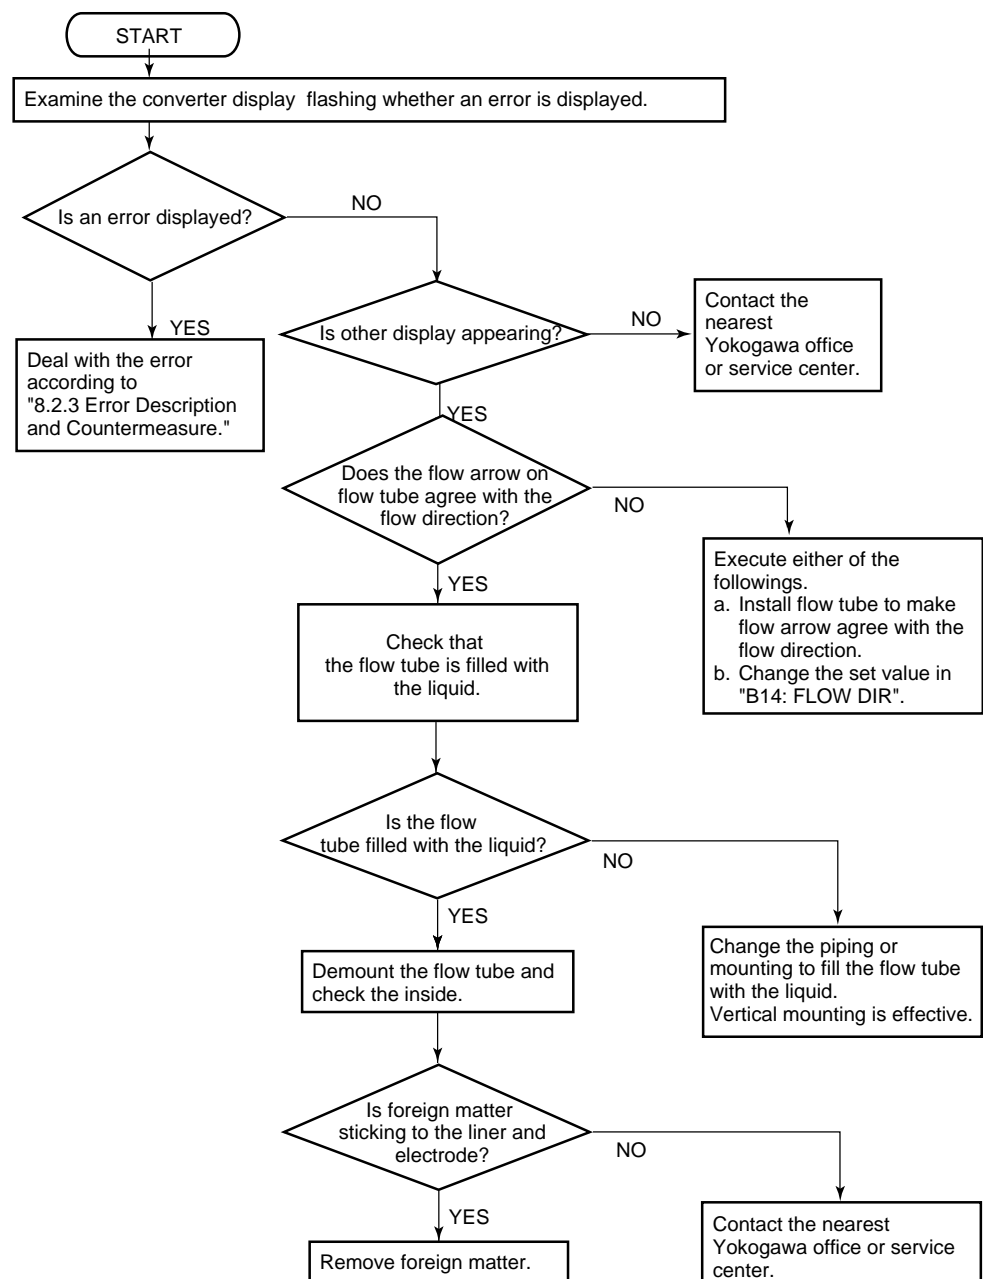 START
Examine the converter display flashing whether an error is displayed.
Is an error displayed?
NO
YES
Deal with the error
according to
"8.2.3 Error Description
and Countermeasure."
Is other display appearing?
NO
Contact the
nearest
Yokogawa office
or service center.
YES
Does the flow arrow on
flow tube agree with the
flow direction?
NO
Execute either of the
followings.
a. Install flow tube to make
flow arrow agree with the
flow direction.
b. Change the set value in
"B14: FLOW DIR".
YES
Check that
the flow tube is filled with
the liquid.
Is the flow
tube filled with the liquid?
NO
Change the piping or
mounting to fill the flow tube
with the liquid.
Vertical mounting is effective.
YES
Demount the flow tube and
check the inside.
Is foreign matter
sticking to the liner and
electrode?
NO
Contact the nearest
Yokogawa office or service
center.
YES
Remove foreign matter.